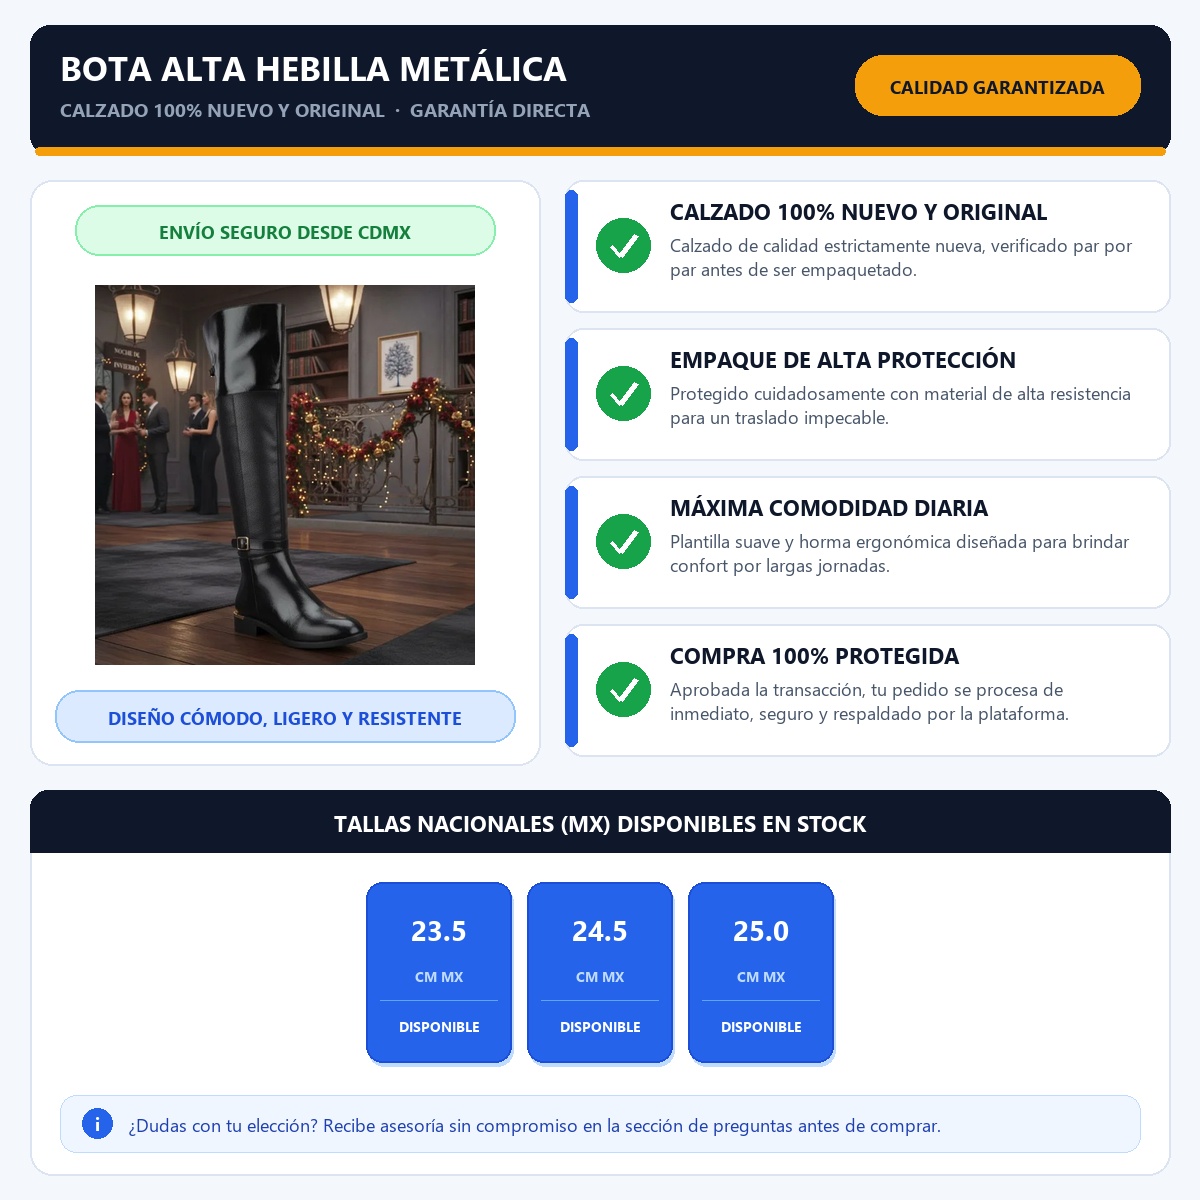 BOTA ALTA HEBILLA METÁLICA
CALZADO 100% NUEVO Y ORIGINAL · GARANTÍA DIRECTA
CALIDAD GARANTIZADA
ENVÍO SEGURO DESDE CDMX
NOCHE DE
INVIERNO
DISEÑO CÓMODO, LIGERO Y RESISTENTE
CALZADO 100% NUEVO Y ORIGINAL
Calzado de calidad estrictamente nueva, verificado par por
par antes de ser empaquetado.
EMPAQUE DE ALTA PROTECCIÓN
Protegido cuidadosamente con material de alta resistencia
para un traslado impecable.
MÁXIMA COMODIDAD DIARIA
Plantilla suave y horma ergonómica diseñada para brindar
confort por largas jornadas.
COMPRA 100% PROTEGIDA
Aprobada la transacción, tu pedido se procesa de
inmediato, seguro y respaldado por la plataforma.
TALLAS NACIONALES (MX) DISPONIBLES EN STOCK
23.5
CM MX
DISPONIBLE
24.5
CM MX
DISPONIBLE
25.0
CM MX
DISPONIBLE
¿Dudas con tu elección? Recibe asesoría sin compromiso en la sección de preguntas antes de comprar.